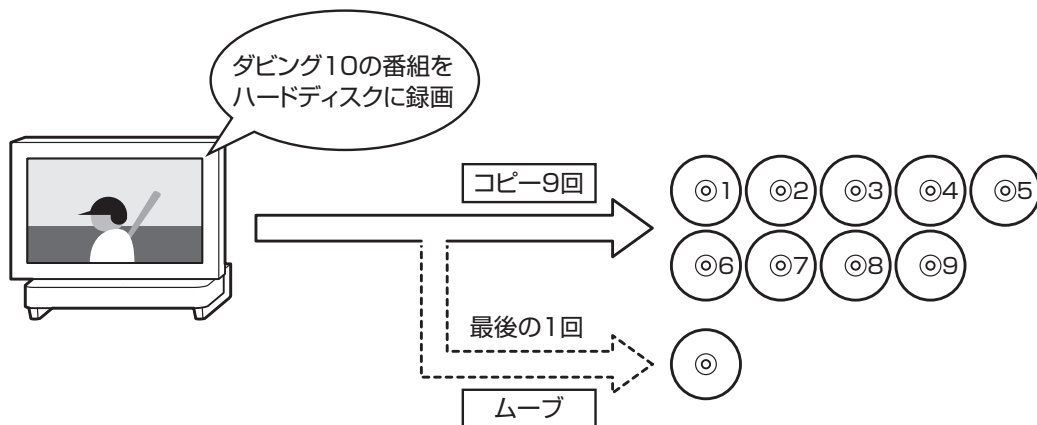 ダビング10の番組を
ハードディスクに録画
コピー9回
1 2 3 4 5
6 7 8 9
最後の1回
ムーブ